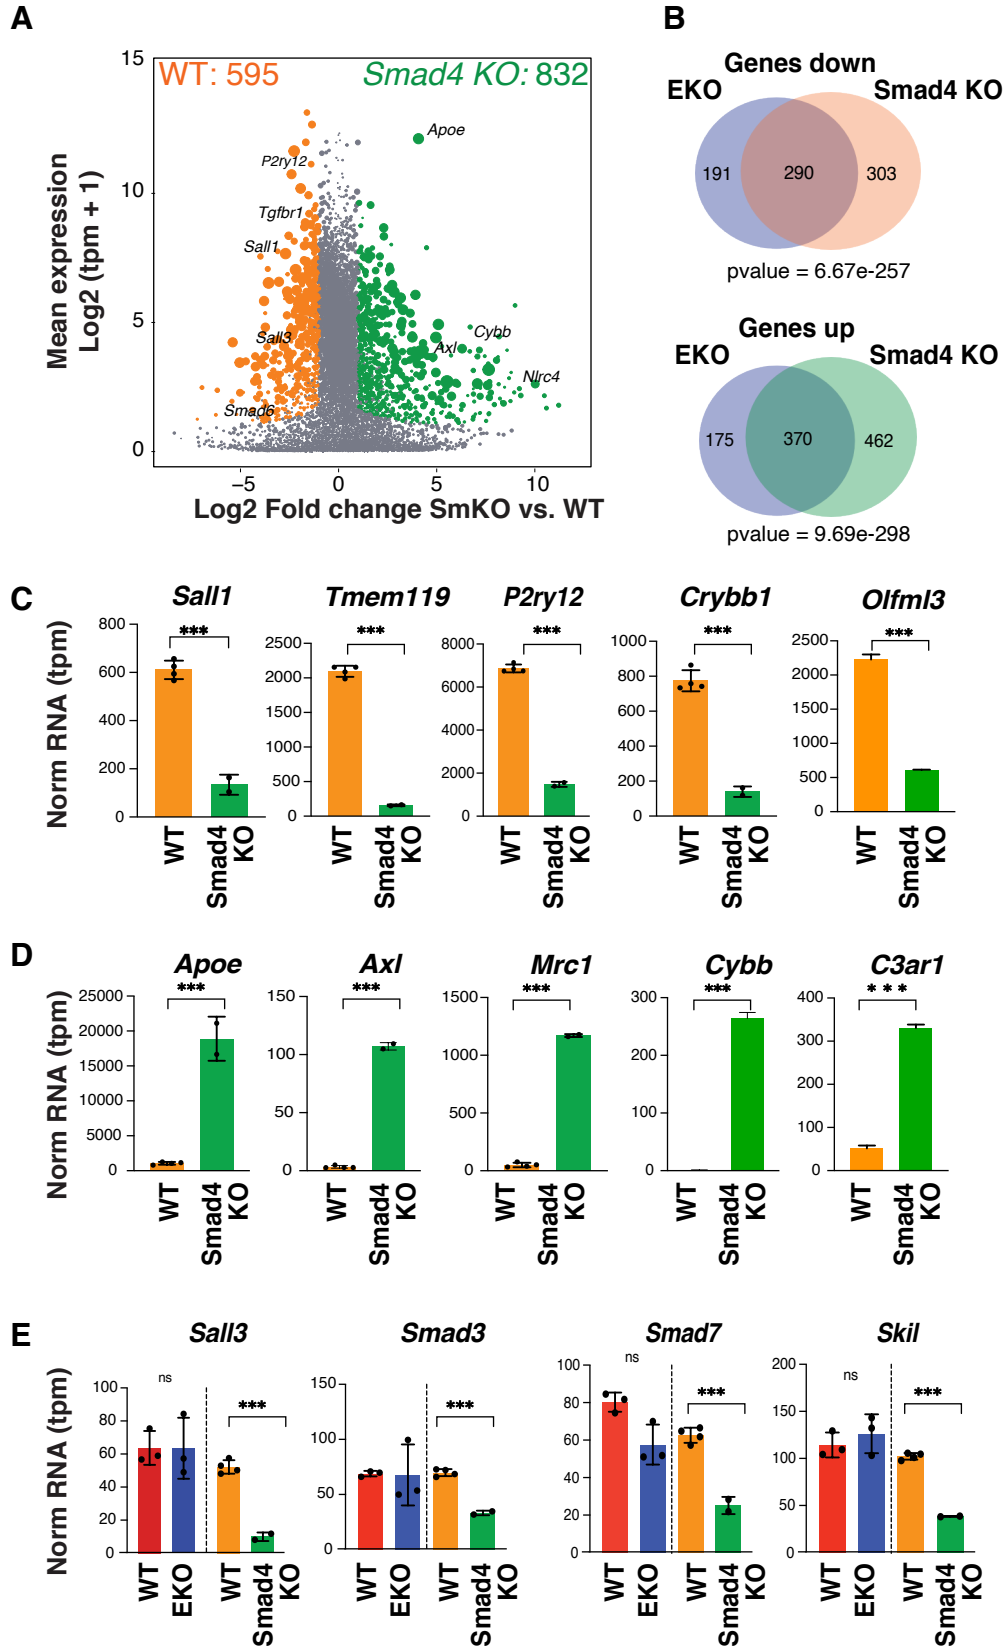 A
WT: 595
Smad4 KO: 832
Mean expression
Log2 (tpm + 1)
15
10
5
0
Apoe
P2ry12
Tgfbr1
Sall1
Sall3
Smad6
Cybb
Axl
Nlrc4
−5
0
5
10
Log2 Fold change SmKO vs. WT
B
Genes down
EKO
Smad4 KO
191
290
303
pvalue = 6.67e-257
Genes up
EKO
Smad4 KO
175
370
462
pvalue = 9.69e-298
C
Norm RNA (tpm)
Sall1
***
800
600
400
200
0
WT
Smad4
KO
Tmem119
***
2500
2000
1500
1000
500
0
WT
Smad4
KO
P2ry12
***
8000
6000
4000
2000
0
WT
Smad4
KO
Crybb1
***
1000
800
600
400
200
0
WT
Smad4
KO
Olfml3
***
2500
2000
1500
1000
500
0
WT
Smad4
KO
D
Norm RNA (tpm)
Apoe
***
25000
20000
15000
10000
5000
0
WT
Smad4
KO
Axl
***
150
100
50
0
WT
Smad4
KO
Mrc1
***
1500
1000
500
0
WT
Smad4
KO
Cybb
***
300
200
100
0
WT
Smad4
KO
C3ar1
* * *
400
300
200
100
0
WT
Smad4
KO
E
Norm RNA (tpm)
Sall3
ns
***
100
80
60
40
20
0
WT
EKO
WT
Smad4
KO
Smad3
***
150
100
50
0
WT
EKO
WT
Smad4
KO
Smad7
ns
***
100
80
60
40
20
0
WT
EKO
WT
Smad4
KO
Skil
ns
***
200
150
100
50
0
WT
EKO
WT
Smad4
KO